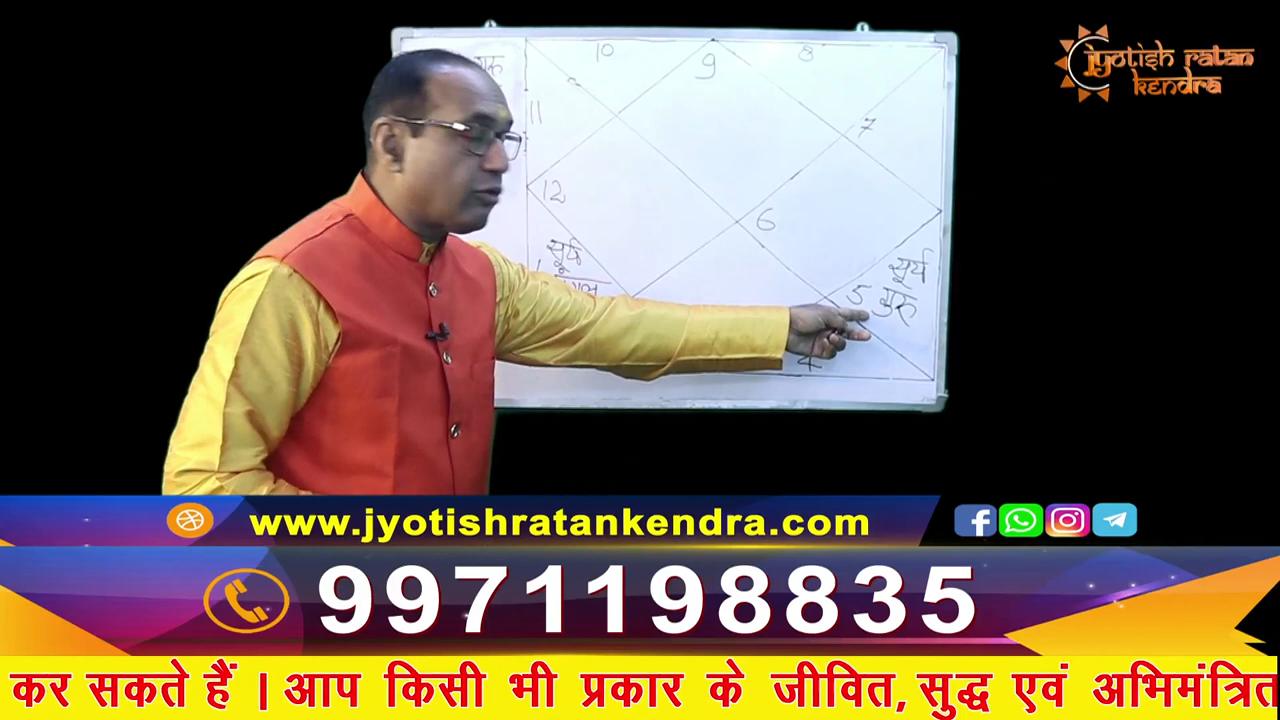 10
9
8
jyotish ratan
kendra
11
7
12
6
सूर्य
सूर्य
5 गुरु
4
www.jyotishratankendra.com
9971198835
कर सकते हैं । आप किसी भी प्रकार के जीवित, सुद्ध एवं अभिमंत्रित